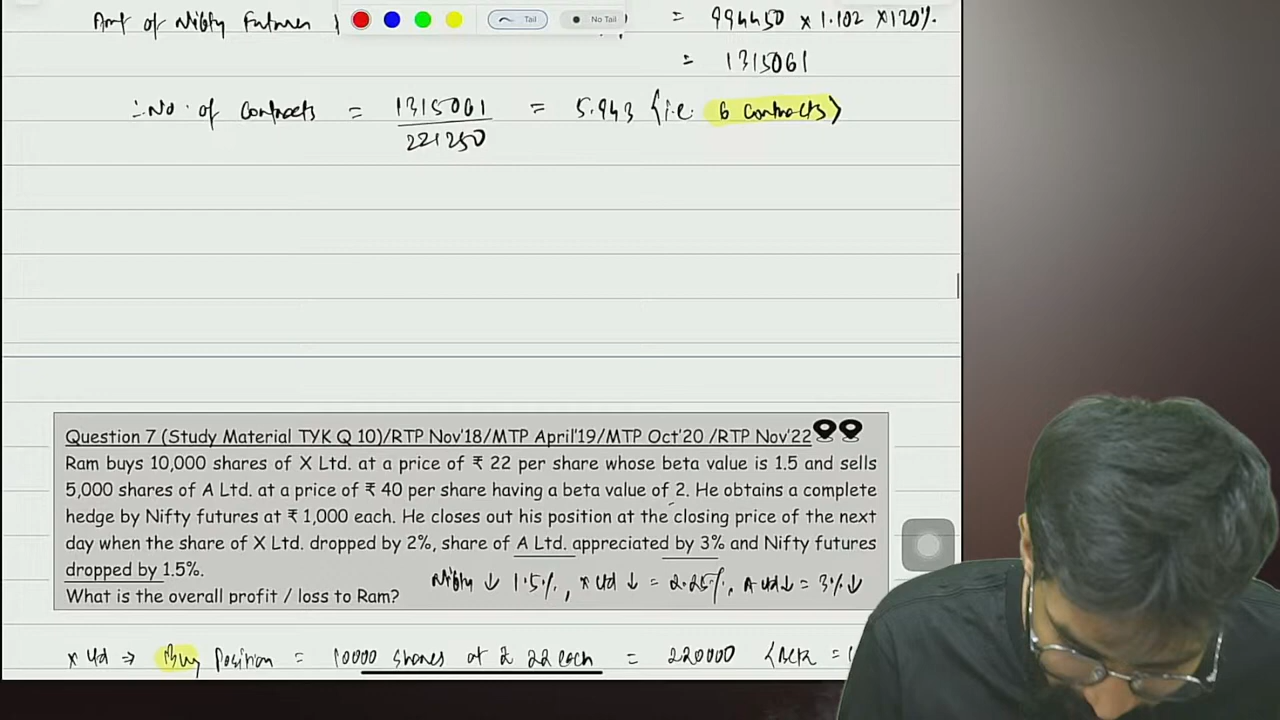 Amt of Nifty Futures
Tail
No Tail
= 994450 × 1.102 × 120%
= 1315061
∴ No. of Contracts = 1315061 / 221250 = 5.943 {i.e. 6 Contracts}
Question 7 (Study Material TYK Q 10)/RTP Nov'18/MTP April'19/MTP Oct'20 /RTP Nov'22
Ram buys 10,000 shares of X Ltd. at a price of ₹ 22 per share whose beta value is 1.5 and sells
5,000 shares of A Ltd. at a price of ₹ 40 per share having a beta value of 2. He obtains a complete
hedge by Nifty futures at ₹ 1,000 each. He closes out his position at the closing price of the next
day when the share of X Ltd. dropped by 2%, share of A Ltd. appreciated by 3% and Nifty futures
dropped by 1.5%.
Nifty ↓ 1.5%, X Ltd ↓ = 2.25%, A Ltd ↓ = 3% ↓
What is the overall profit / loss to Ram?
X Ltd ⇒ Buy Position = 10000 shares at ₹ 22 each = 220000 {Beta =